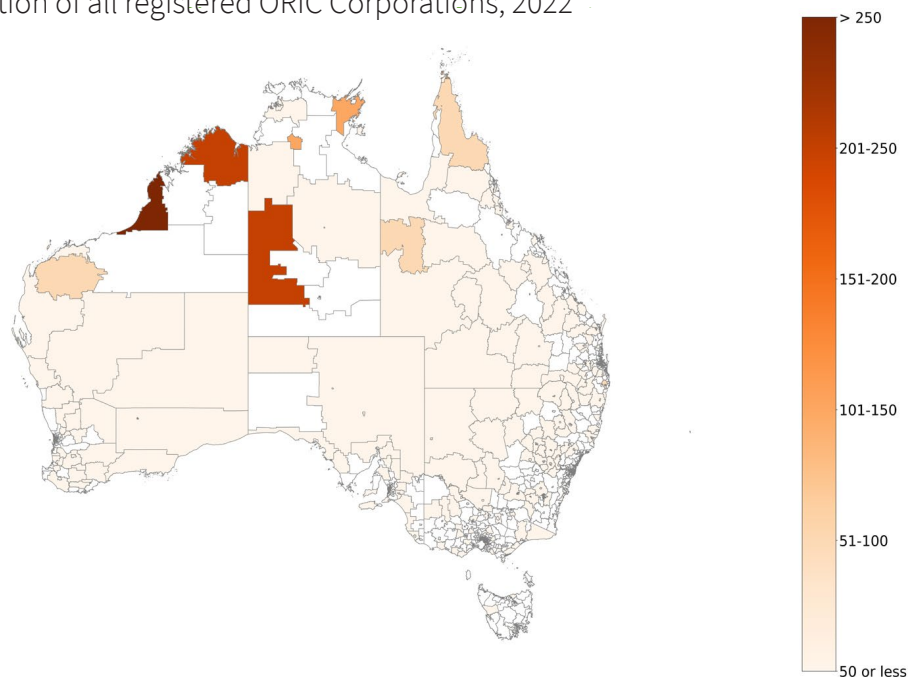 tion of all registered ORIC Corporations, 2022
> 250
201-250
151-200
101-150
51-100
50 or less